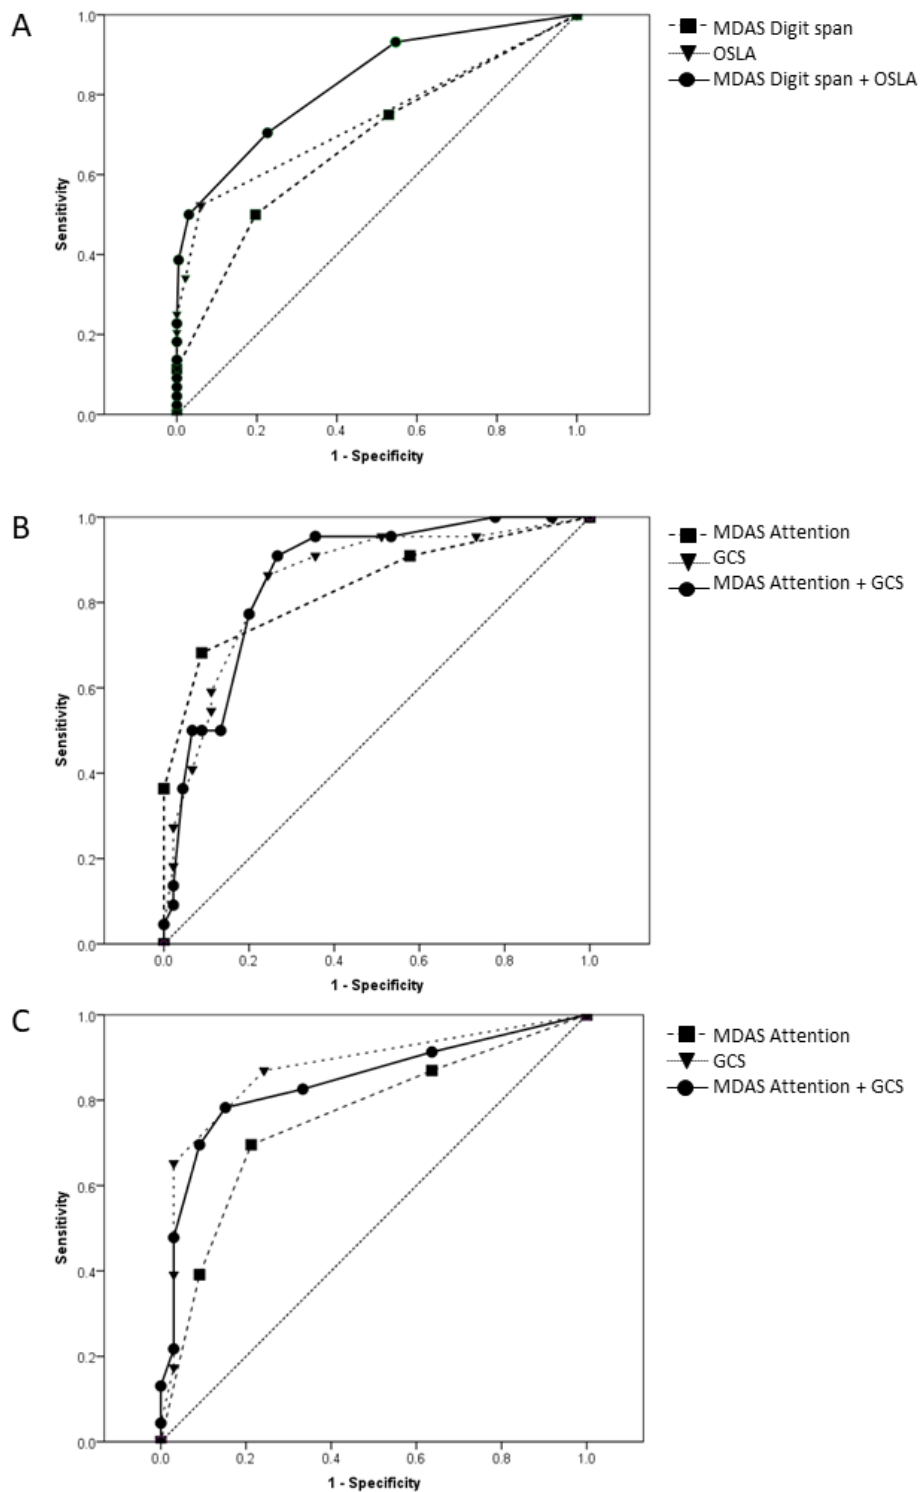 A
1.0
0.8
0.6
0.4
0.2
0.0
Sensitivity
0.0 0.2 0.4 0.6 0.8 1.0
1 - Specificity
MDAS Digit span
OSLA
MDAS Digit span + OSLA
B
1.0
0.8
0.6
0.4
0.2
0.0
Sensitivity
0.0 0.2 0.4 0.6 0.8 1.0
1 - Specificity
MDAS Attention
GCS
MDAS Attention + GCS
C
1.0
0.8
0.6
0.4
0.2
0.0
Sensitivity
0.0 0.2 0.4 0.6 0.8 1.0
1 - Specificity
MDAS Attention
GCS
MDAS Attention + GCS